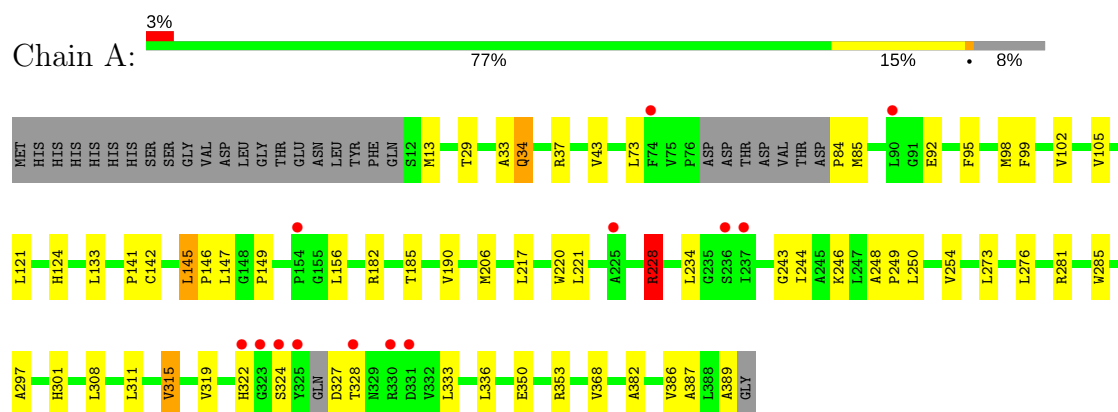 3%
Chain A:
77% 15% • 8%
MET HIS HIS HIS HIS HIS HIS SER SER GLY VAL ASP LEU GLY THR GLU ASN LEU TYR PHE GLN S12 M13 T29 A33 Q34 R37 V43 L73 F74 V75 P76 ASP ASP THR ASP VAL THR ASP P84 M85 L90 G91 E92 F95 M98 F99 V102 V105
L121 H124 L133 P141 C142 L145 P146 L147 G148 P149 P154 G155 L156 R182 T185 V190 M206 L217 W220 L221 A225 R228 L234 G235 S236 I237 G243 I244 A245 K246 L247 A248 P249 L250 V254 L273 L276 R281 W285
A297 H301 L308 L311 V315 V319 H322 G323 S324 Y325 GLN D327 T328 N329 R330 D331 V332 L333 L336 E350 R353 V368 A382 V386 A387 L388 A389 GLY